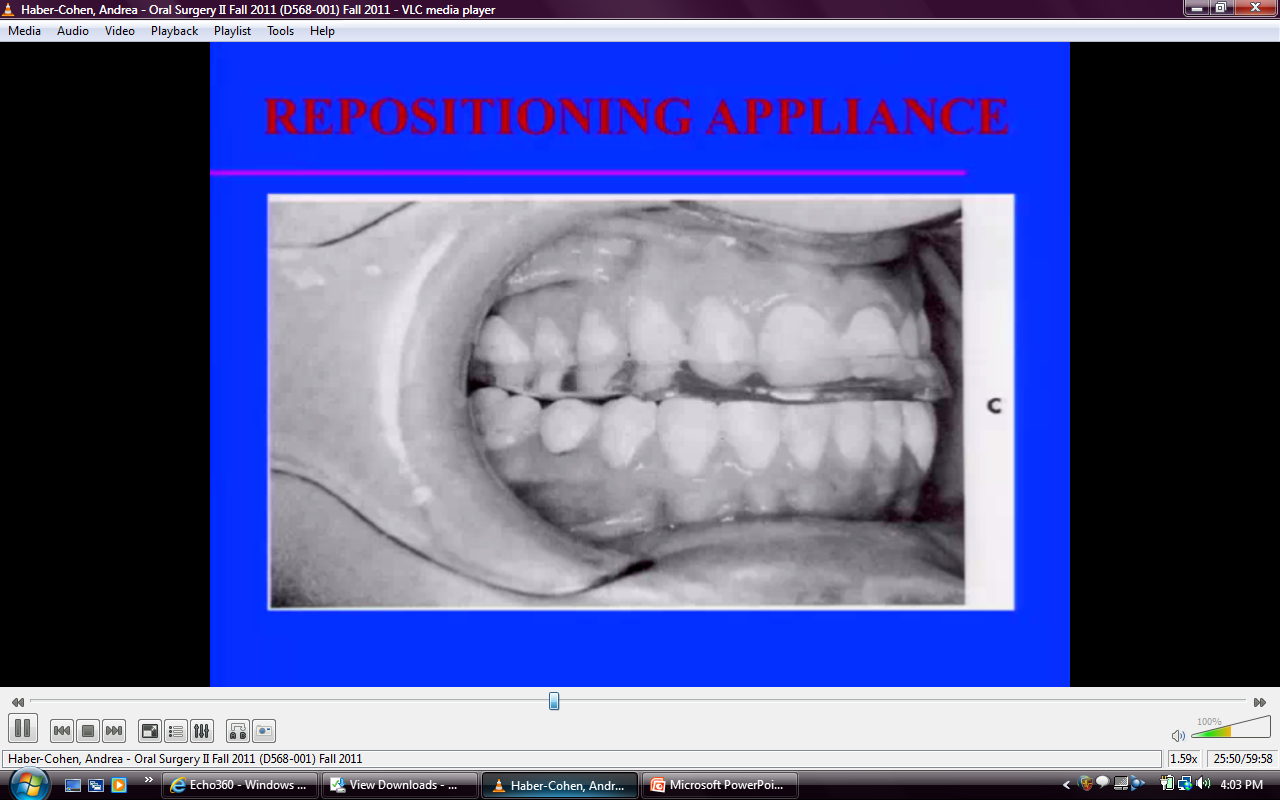 Haber-Cohen, Andrea - Oral Surgery II Fall 2011 (D568-001) Fall 2011 - VLC media player
Media Audio Video Playback Playlist Tools Help
REPOSITIONING APPLIANCE
C
100%
Haber-Cohen, Andrea - Oral Surgery II Fall 2011 (D568-001) Fall 2011 1.59x 25:50/59:58
Echo360 - Windows ... View Downloads - ... Haber-Cohen, Andr... Microsoft PowerPoi... 4:03 PM